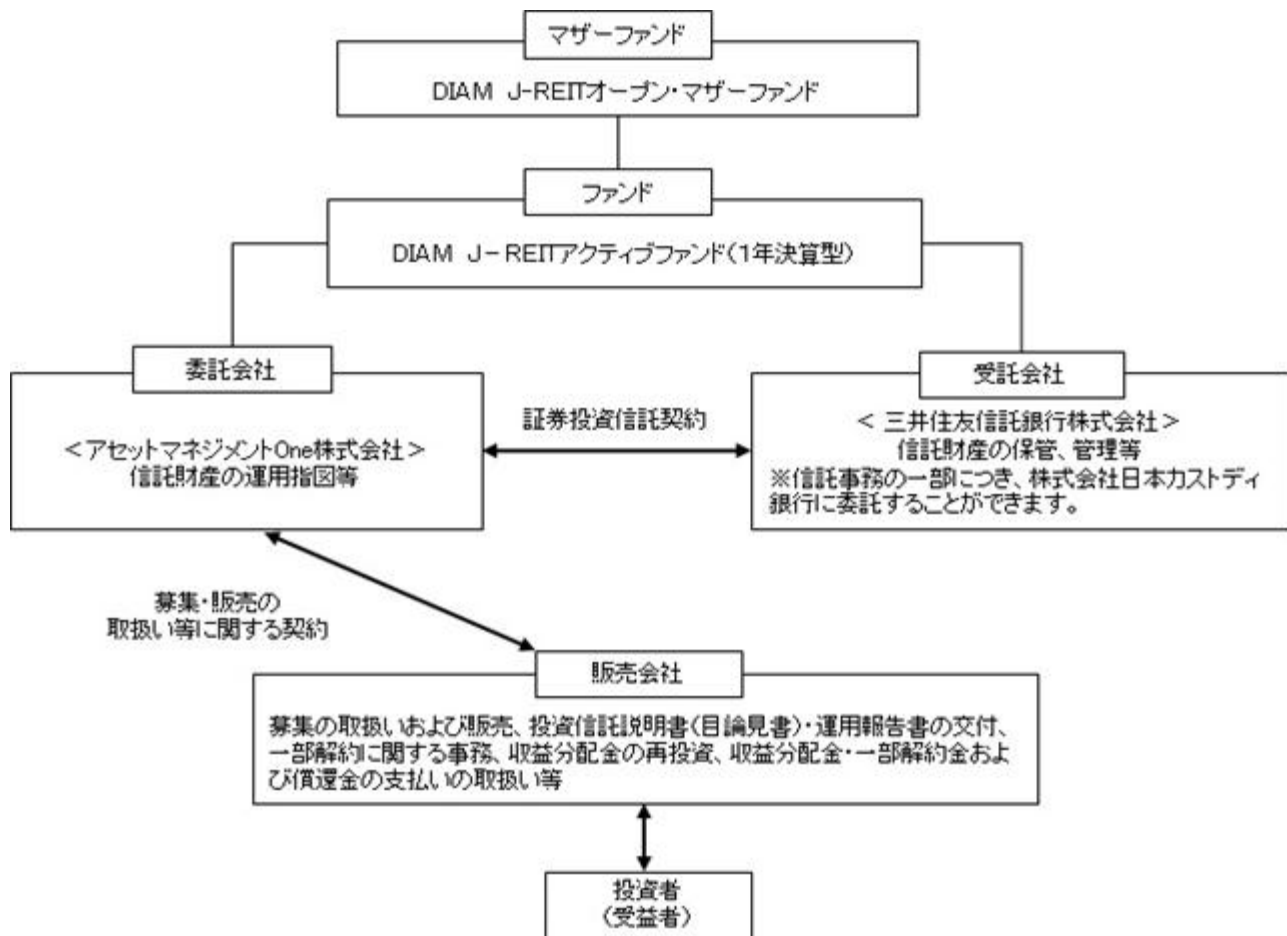 マザーファンド
DIAM J-REITオープン・マザーファンド
ファンド
DIAM J-REITアクティブファンド(1年決算型)
委託会社
<アセットマネジメントOne株式会社>
信託財産の運用指図等
証券投資信託契約
受託会社
< 三井住友信託銀行株式会社>
信託財産の保管、管理等
※信託事務の一部につき、株式会社日本カストディ
銀行に委託することができます。
募集・販売の
取扱い等に関する契約
販売会社
募集の取扱いおよび販売、投資信託説明書(目論見書)・運用報告書の交付、
一部解約に関する事務、収益分配金の再投資、収益分配金・一部解約金およ
び償還金の支払いの取扱い等
投資者
(受益者)